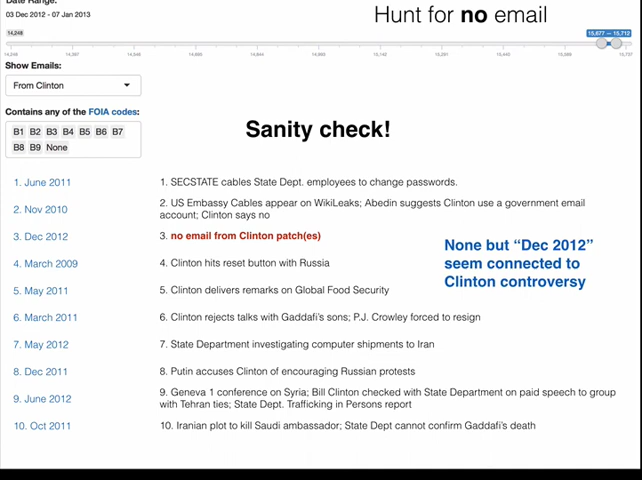 Date Range:
Hunt for no email
03 Dec 2012 - 07 Jan 2013
14,248
15,677 — 15,712
14,248
Show Emails:
From Clinton
Contains any of the FOIA codes:
B1 B2 B3 B4 B5 B6 B7
B8 B9 None
Sanity check!
1. June 2011
1. SECSTATE cables State Dept. employees to change passwords.
2. Nov 2010
2. US Embassy Cables appear on WikiLeaks; Abedin suggests Clinton use a government email
account; Clinton says no
3. Dec 2012
3. no email from Clinton patch(es)
None but “Dec 2012”
seem connected to
Clinton controversy
4. March 2009
4. Clinton hits reset button with Russia
5. May 2011
5. Clinton delivers remarks on Global Food Security
6. March 2011
6. Clinton rejects talks with Gaddafi's sons; P.J. Crowley forced to resign
7. May 2012
7. State Department investigating computer shipments to Iran
8. Dec 2011
8. Putin accuses Clinton of encouraging Russian protests
9. June 2012
9. Geneva 1 conference on Syria; Bill Clinton checked with State Department on paid speech to group
with Tehran ties; State Dept. Trafficking in Persons report
10. Oct 2011
10. Iranian plot to kill Saudi ambassador; State Dept cannot confirm Gaddafi's death